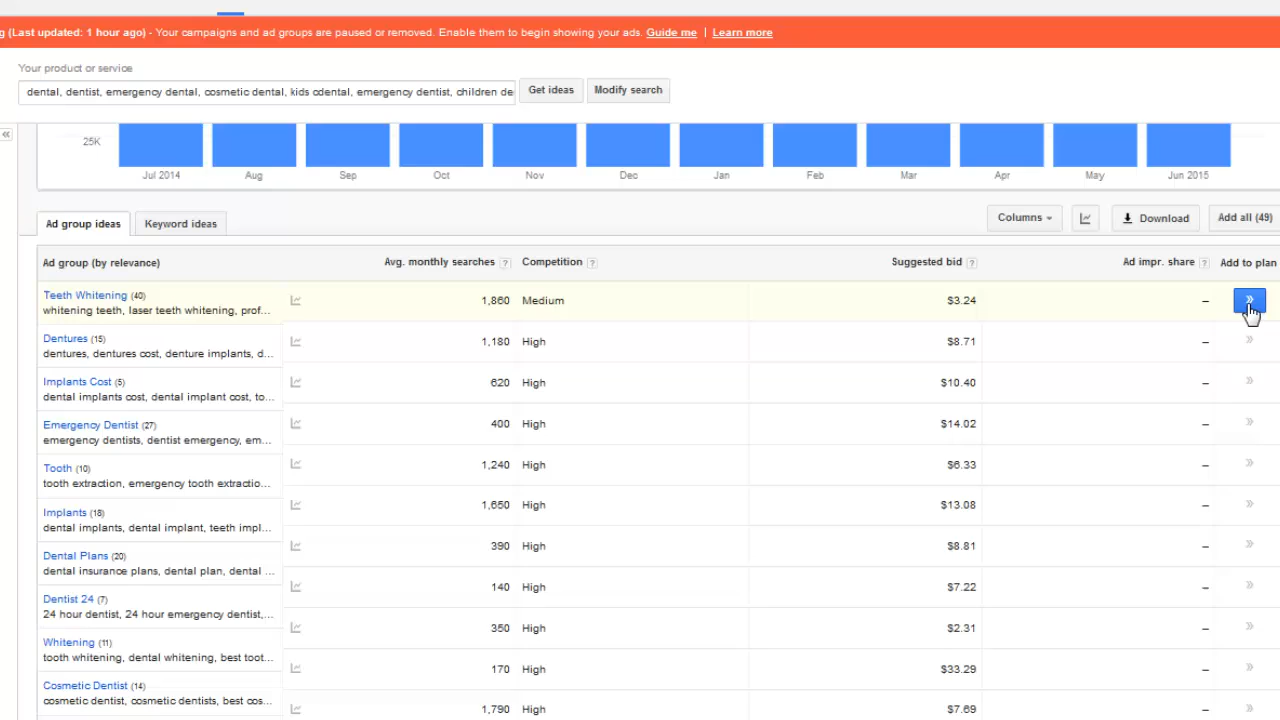 g (Last updated: 1 hour ago) - Your campaigns and ad groups are paused or removed. Enable them to begin showing your ads. Guide me | Learn more
Your product or service
dental, dentist, emergency dental, cosmetic dental, kids cdental, emergency dentist, children de
Get ideas
Modify search
«
25K
Jul 2014 Aug Sep Oct Nov Dec Jan Feb Mar Apr May Jun 2015
Ad group ideas
Keyword ideas
Columns
Download
Add all (49)
Ad group (by relevance) Avg. monthly searches ? Competition ? Suggested bid ? Ad impr. share ? Add to plan
Teeth Whitening (40)
whitening teeth, laser teeth whitening, prof...
1,860 Medium $3.24 – »
Dentures (15)
dentures, dentures cost, denture implants, d...
1,180 High $8.71 – »
Implants Cost (5)
dental implants cost, dental implant cost, to...
620 High $10.40 – »
Emergency Dentist (27)
emergency dentists, dentist emergency, em...
400 High $14.02 – »
Tooth (10)
tooth extraction, emergency tooth extractio...
1,240 High $6.33 – »
Implants (18)
dental implants, dental implant, teeth impl...
1,650 High $13.08 – »
Dental Plans (20)
dental insurance plans, dental plan, dental ...
390 High $8.81 – »
Dentist 24 (7)
24 hour dentist, 24 hour emergency dentist,...
140 High $7.22 – »
Whitening (11)
tooth whitening, dental whitening, best toot...
350 High $2.31 – »
Cosmetic Dentist (14)
cosmetic dentist, cosmetic dentists, best cos...
170 High $33.29 – »
1,790 High $7.69 – »